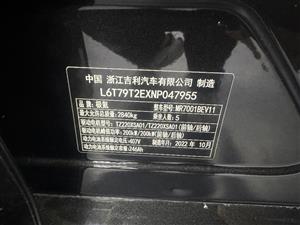 中国 浙江吉利汽车有限公司 制造
L6T79T2EXNP047955
品牌:极氪 整车型号:MR7001BEV11
最大允许总质量:2840kg 乘坐人数:5
驱动电机型号:TZ220XSA01/TZ220XSA01(前轴/后轴)
驱动电机峰值功率:200kW/200kW(前轴/后轴)
动力电池系统额定电压:407V 制造年月:2022年10月
动力电池系统额定容量:246Ah